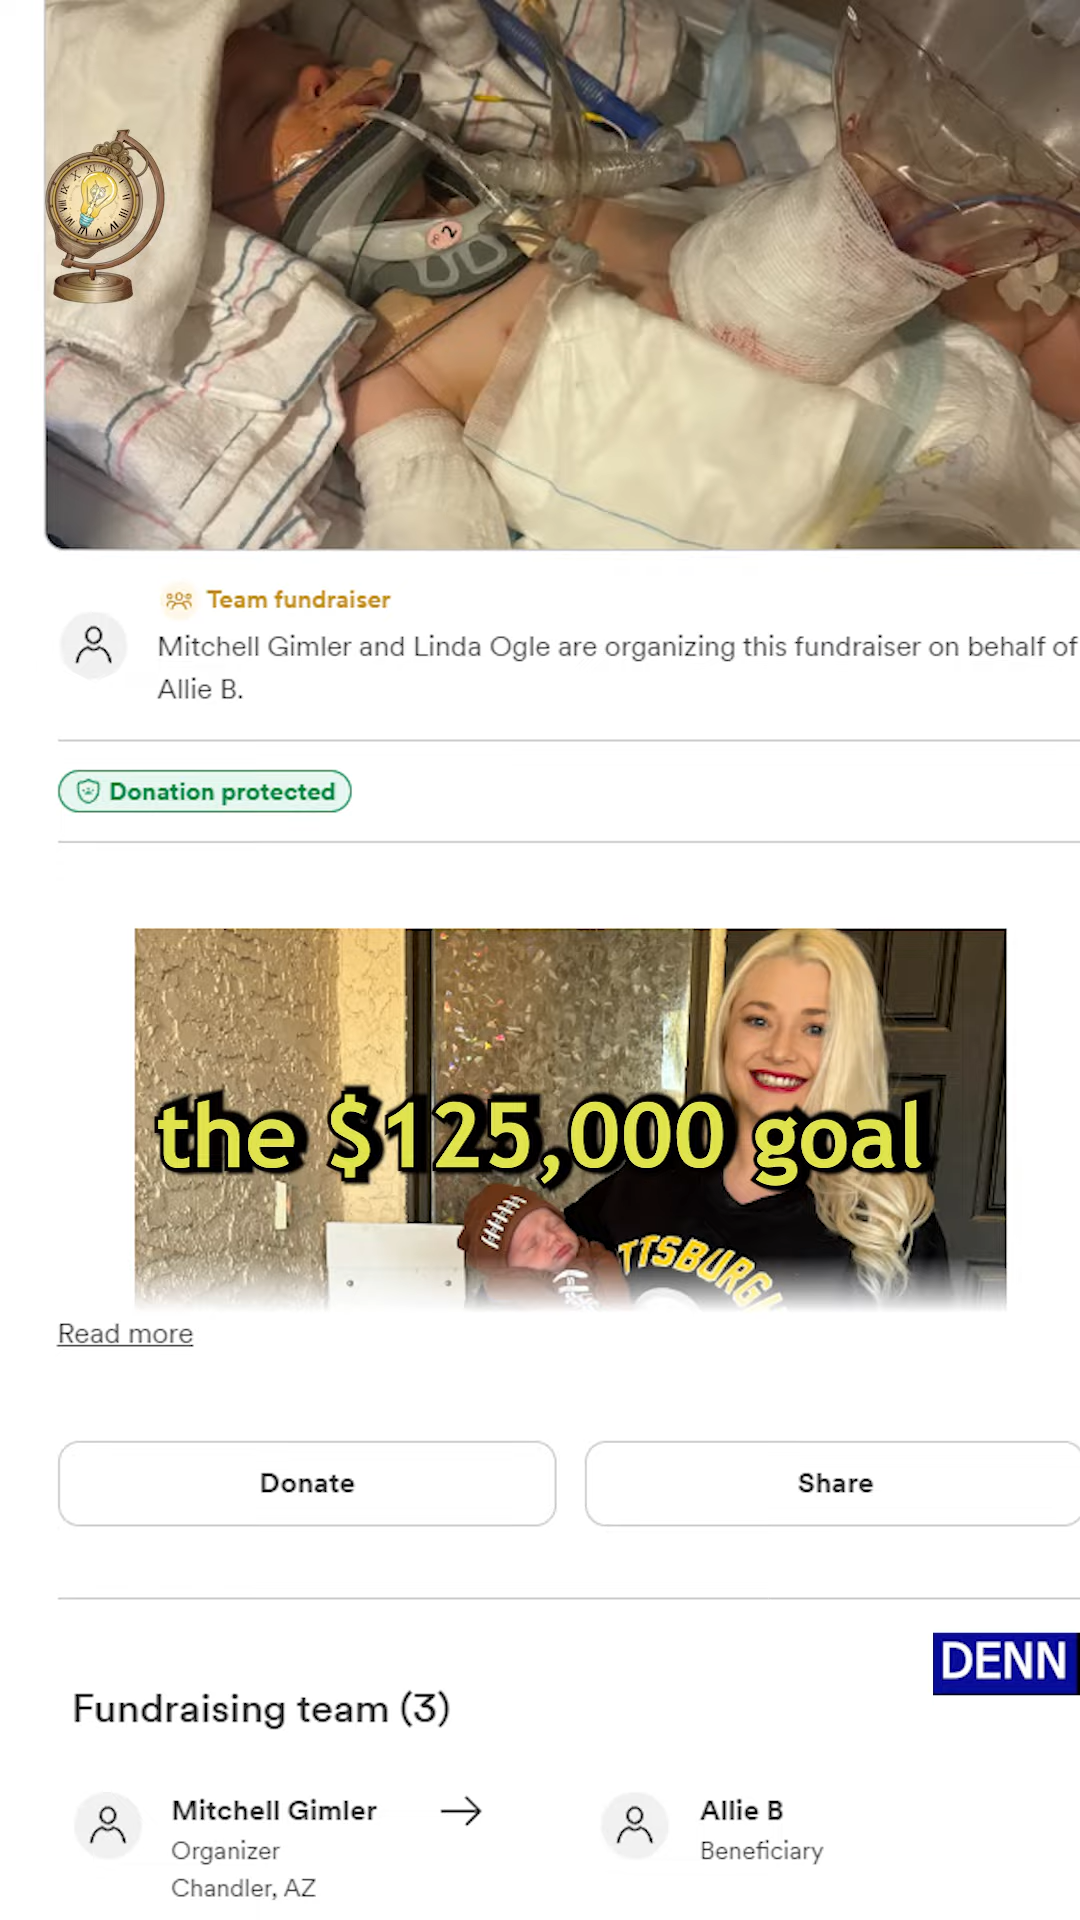 Team fundraiser
Mitchell Gimler and Linda Ogle are organizing this fundraiser on behalf of
Allie B.
Donation protected
the $125,000 goal
TTSBURG
Read more
Donate
Share
DENN
Fundraising team (3)
Mitchell Gimler
Organizer
Chandler, AZ
Allie B
Beneficiary